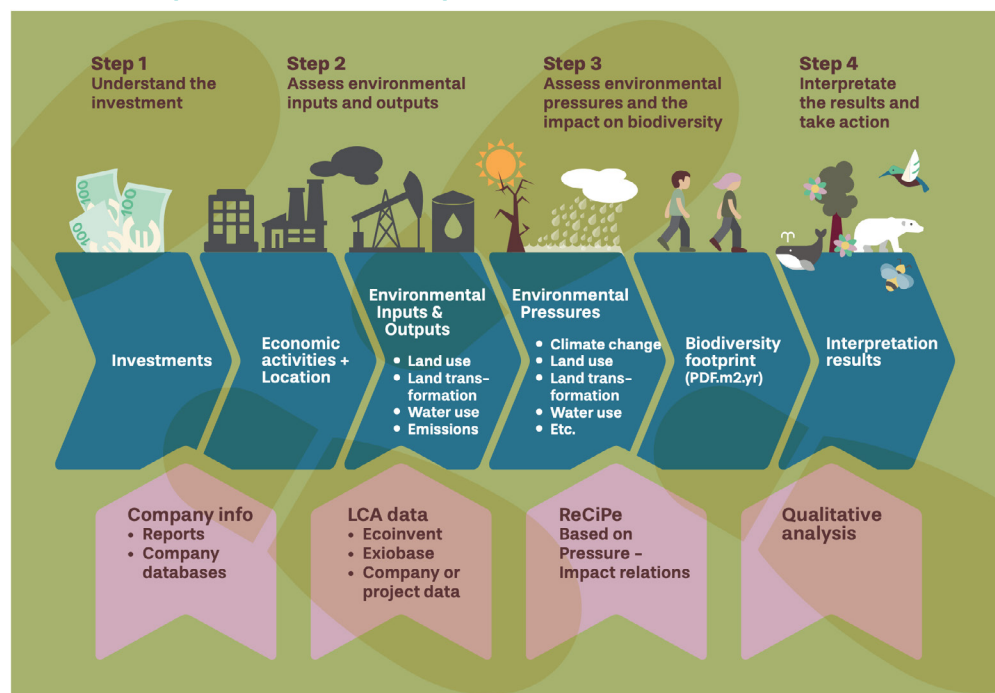 Step 1
Understand the
investment
Step 2
Assess environmental
inputs and outputs
Step 3
Assess environmental
pressures and the
impact on biodiversity
Step 4
Interpretate
the results and
take action
100
100
100
Investments
Economic
activities +
Location
Environmental
Inputs &
Outputs
• Land use
• Land trans-
formation
• Water use
• Emissions
Environmental
Pressures
• Climate change
• Land use
• Land trans-
formation
• Water use
• Etc.
Biodiversity
footprint
(PDF.m2.yr)
Interpretation
results
Company info
• Reports
• Company
databases
LCA data
• Ecoinvent
• Exiobase
• Company or
project data
ReCiPe
Based on
Pressure –
Impact relations
Qualitative
analysis